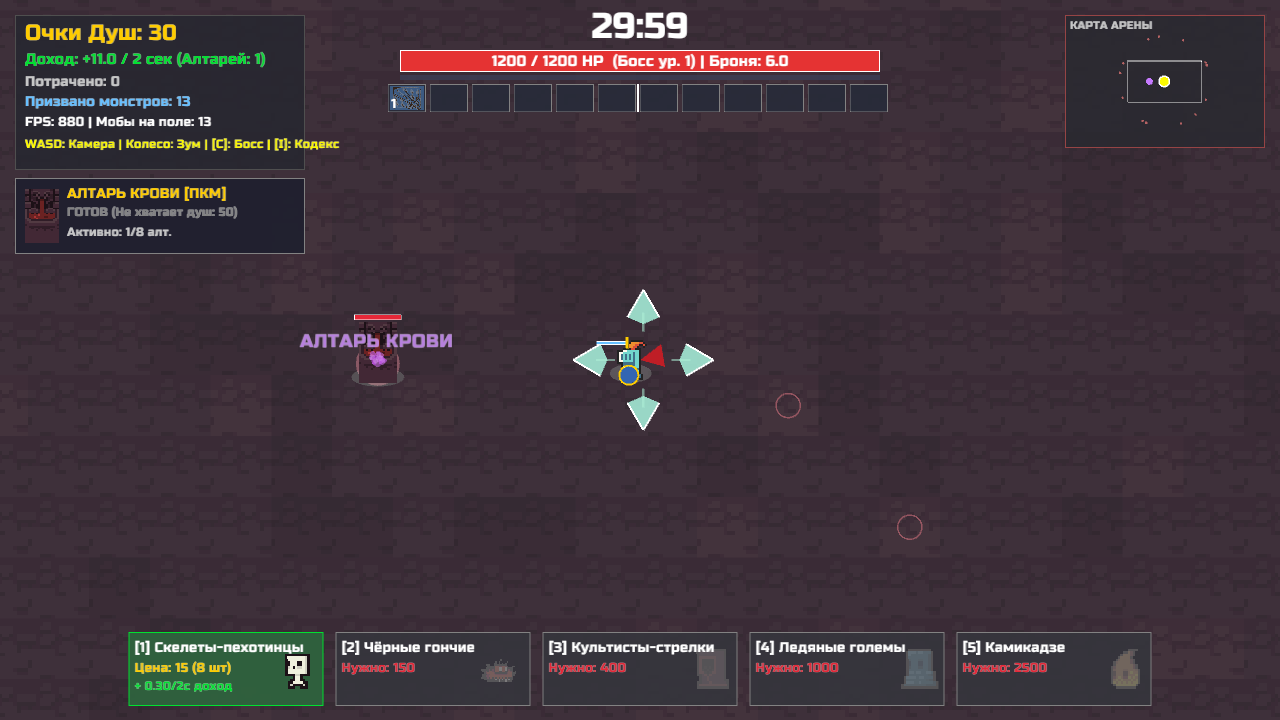 Очки Душ: 30
Доход: +11.0 / 2 сек (Алтарей: 1)
Потрачено: 0
Призвано монстров: 13
FPS: 880 | Мобы на поле: 13
WASD: Камера | Колесо: Зум | [C]: Босс | [I]: Кодекс
АЛТАРЬ КРОВИ [ПКМ]
ГОТОВ (Не хватает душ: 50)
Активно: 1/8 алт.
29:59
1200 / 1200 HP (Босс ур. 1) | Броня: 6.0
1
КАРТА АРЕНЫ
АЛТАРЬ КРОВИ
[1] Скелеты-пехотинцы
Цена: 15 (8 шт)
+ 0.30/2с доход
[2] Чёрные гончие
Нужно: 150
[3] Культисты-стрелки
Нужно: 400
[4] Ледяные големы
Нужно: 1000
[5] Камикадзе
Нужно: 2500